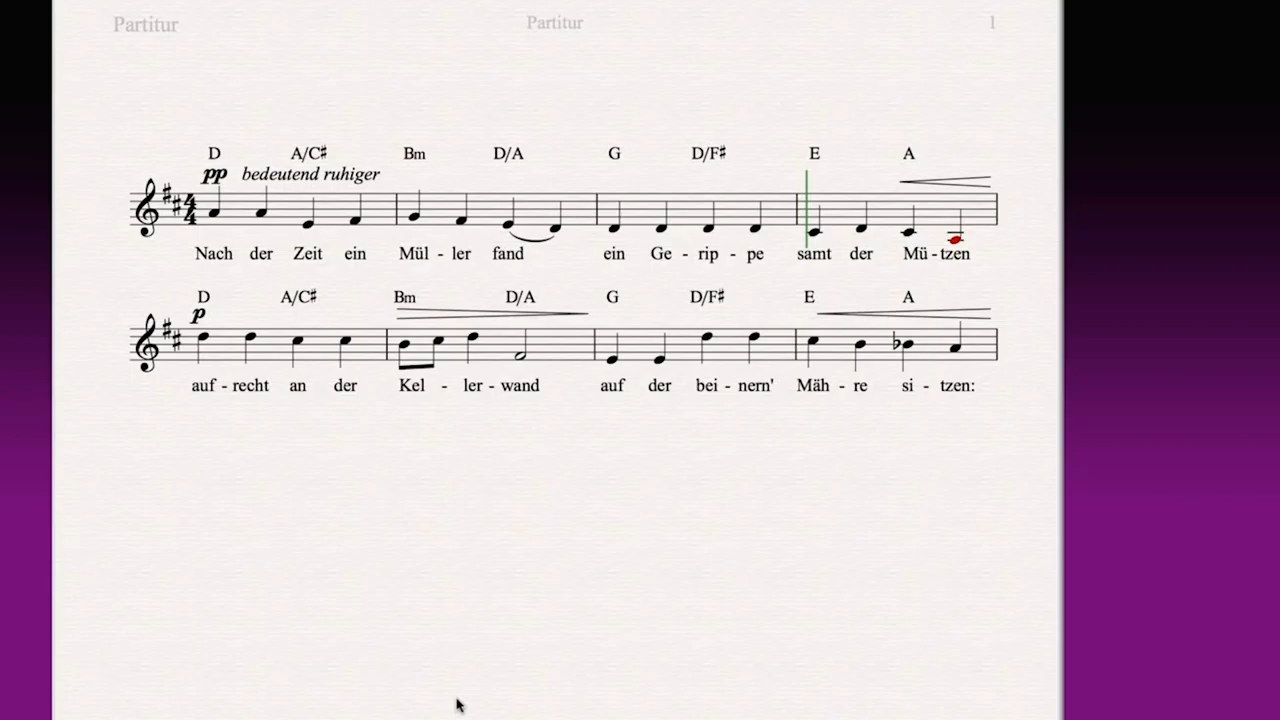 Partitur Partitur 1
D A/C♯ Bm D/A G D/F♯ E A
pp bedeutend ruhiger
4
4
Nach der Zeit ein Mül - ler fand ein Ge - rip - pe samt der Mü - tzen
D A/C♯ Bm D/A G D/F♯ E A
p
auf - recht an der Kel - ler - wand auf der bei - nern' Mäh - re si - tzen: